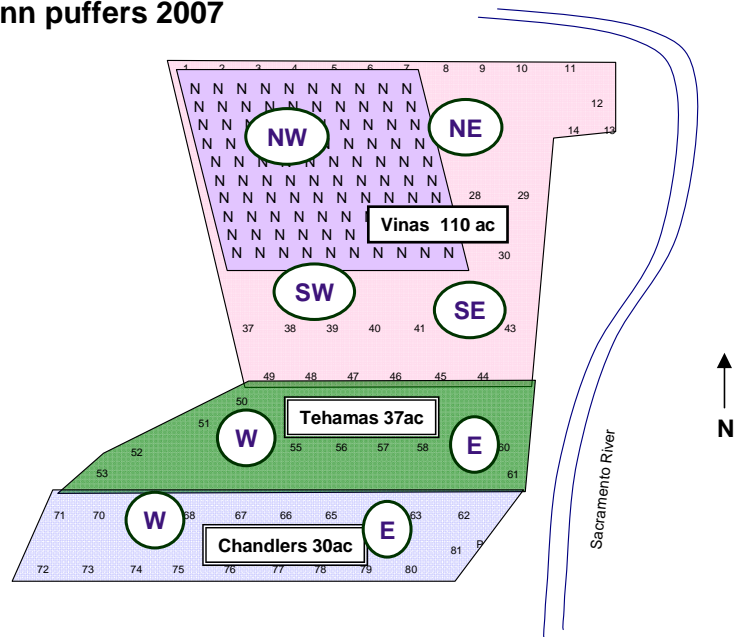 nn puffers 2007
1 2 3 4 5 6 7 8 9 10 11
N N N N N N N N N N
N N N N N N N N N N
12
N N N N N N N
NW
NE
14 13
N N N N N N
N N N N N N N N N N
N N N N N N N N N N
N N N N N N N N N N
28 29
N N N N N N
Vinas 110 ac
N N N N N N
N N N N N N N N N N
30
SW
SE
37 38 39 40 41 43
49 48 47 46 45 44
50
Tehamas 37ac
51
W
E
52 55 56 57 58 60
53 61
N
Sacramento River
71 70 W 68 67 66 65 E 63 62
Chandlers 30ac
81 P
72 73 74 75 76 77 78 79 80